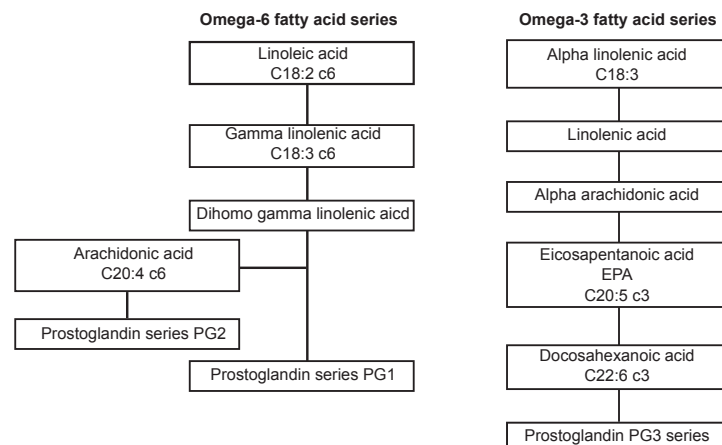 Omega-6 fatty acid series
Linoleic acid
C18:2 c6
Gamma linolenic acid
C18:3 c6
Dihomo gamma linolenic aicd
Arachidonic acid
C20:4 c6
Prostoglandin series PG2
Prostoglandin series PG1
Omega-3 fatty acid series
Alpha linolenic acid
C18:3
Linolenic acid
Alpha arachidonic acid
Eicosapentanoic acid
EPA
C20:5 c3
Docosahexanoic acid
C22:6 c3
Prostoglandin PG3 series